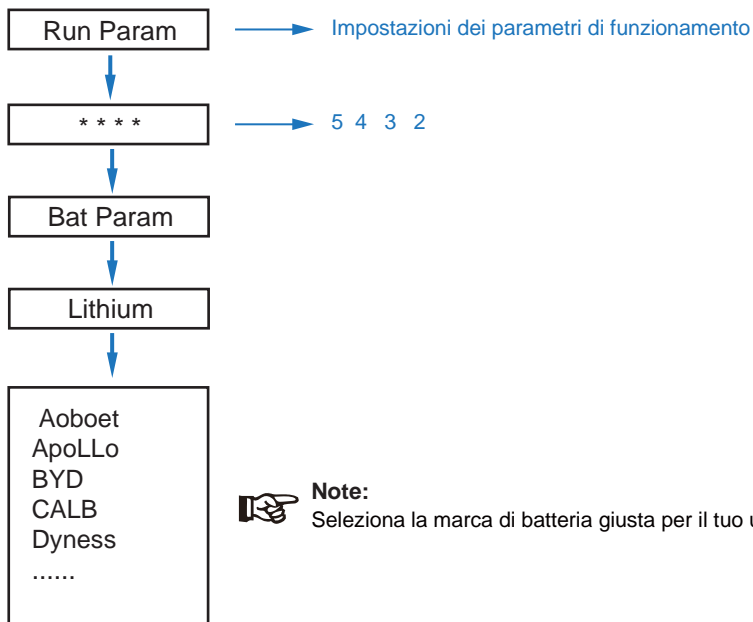 Run Param
Impostazioni dei parametri di funzionamento
* * * *
5 4 3 2
Bat Param
Lithium
Aoboet
ApoLLo
BYD
CALB
Dyness
......
Note:
Seleziona la marca di batteria giusta per il tuo